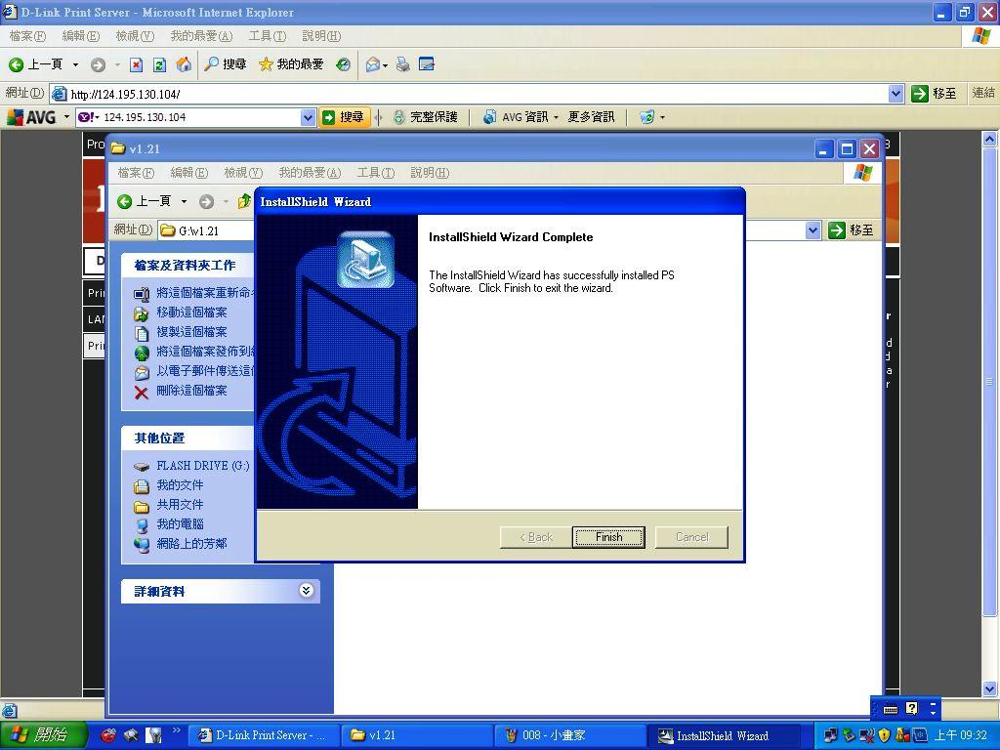 D-Link Print Server - Microsoft Internet Explorer
檔案(F) 編輯(E) 檢視(V) 我的最愛(A) 工具(T) 說明(H)
上一頁 搜尋 我的最愛
網址(D) http://124.195.130.104/ 移至 連結
AVG Y! 124.195.130.104 搜尋 完整保護 AVG 資訊 更多資訊
Pro
v1.21
檔案(F) 編輯(E) 檢視(V) 我的最愛(A) 工具(T) 說明(H)
上一頁
網址(D) G:\v1.21 移至
D
Prin
LAN
Prin
檔案及資料夾工作
將這個檔案重新命名
移動這個檔案
複製這個檔案
將這個檔案發佈到
以電子郵件傳送這個
刪除這個檔案
其他位置
FLASH DRIVE (G:)
我的文件
共用文件
我的電腦
網路上的芳鄰
詳細資料
InstallShield Wizard
InstallShield Wizard Complete
The InstallShield Wizard has successfully installed PS
Software. Click Finish to exit the wizard.
< Back Finish Cancel
r
d
d
a
r
開始 D-Link Print Server - ... v1.21 008 - 小畫家 InstallShield Wizard 上午 09:32